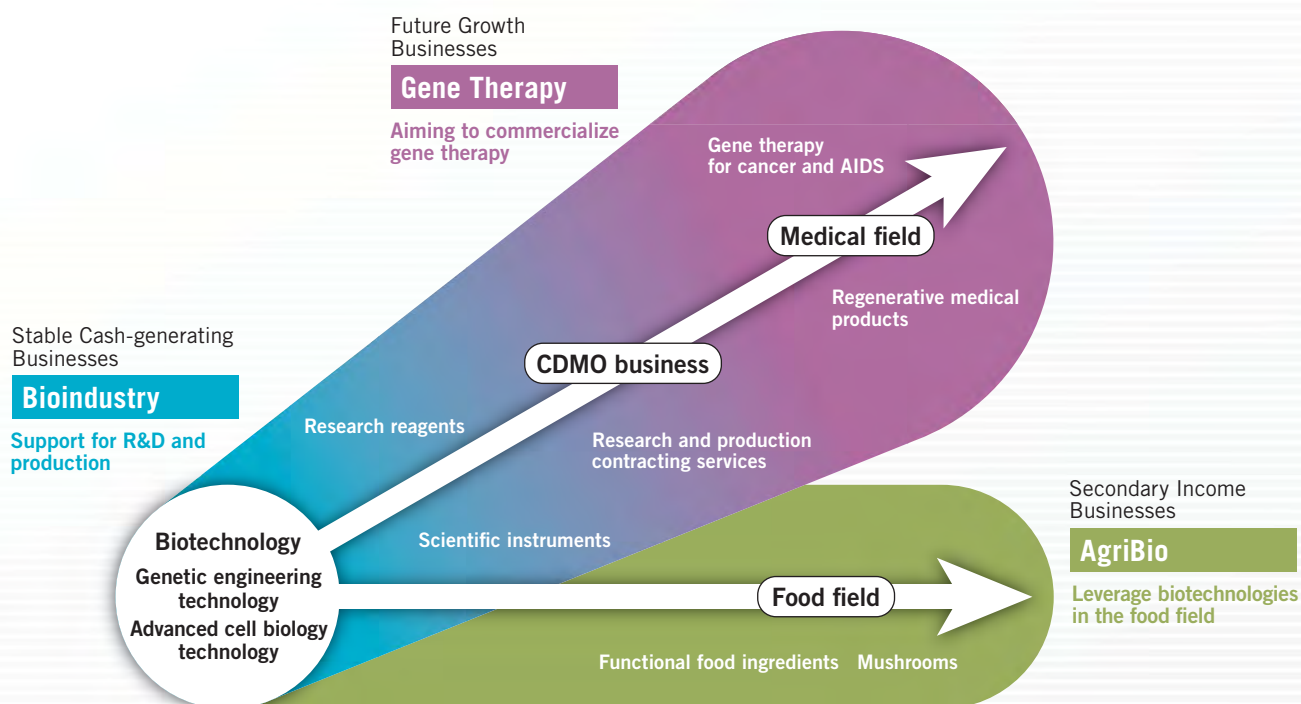 Future Growth
Businesses
Gene Therapy
Aiming to commercialize
gene therapy
Gene therapy
for cancer and AIDS
Medical field
Regenerative medical
products
Stable Cash-generating
Businesses
Bioindustry
Support for R&D and
production
CDMO business
Research reagents
Research and production
contracting services
Scientific instruments
Biotechnology
Genetic engineering
technology
Advanced cell biology
technology
Secondary Income
Businesses
AgriBio
Leverage biotechnologies
in the food field
Food field
Functional food ingredients
Mushrooms